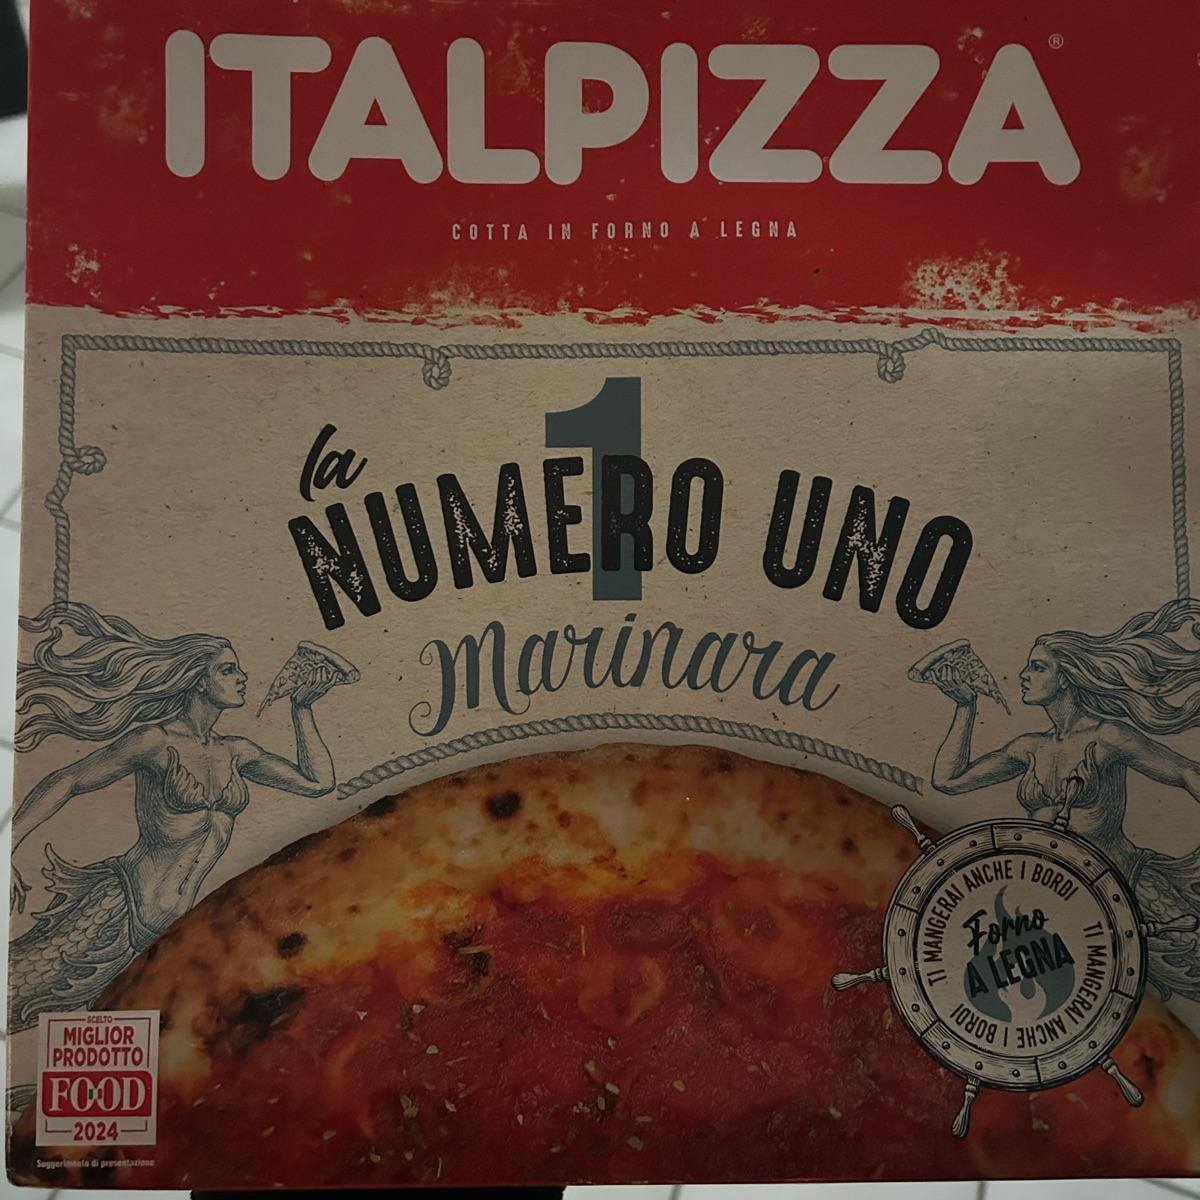 ITALPIZZA®
COTTA IN FORNO A LEGNA
1
la
NUMERO UNO
Marinara
TI MANGERAI ANCHE I BORDI
TI MANGERAI ANCHE I BORDI
Forno
A LEGNA
SCELTO
MIGLIOR
PRODOTTO
FOOD
2024
Suggerimento di presentazione